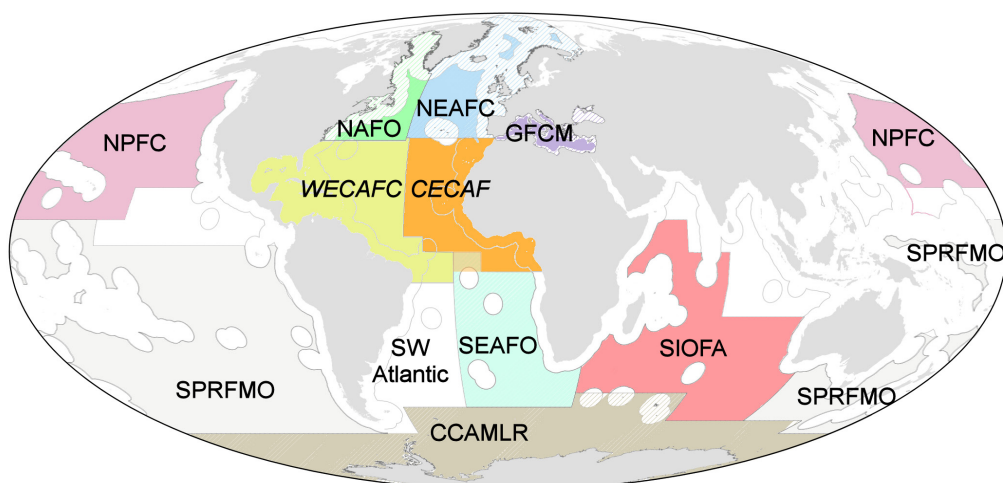 NEAFC
NAFO
GFCM
NPFC
NPFC
WECAFC
CECAF
SPRFMO
SW
Atlantic
SEAFO
SIOFA
SPRFMO
SPRFMO
CCAMLR